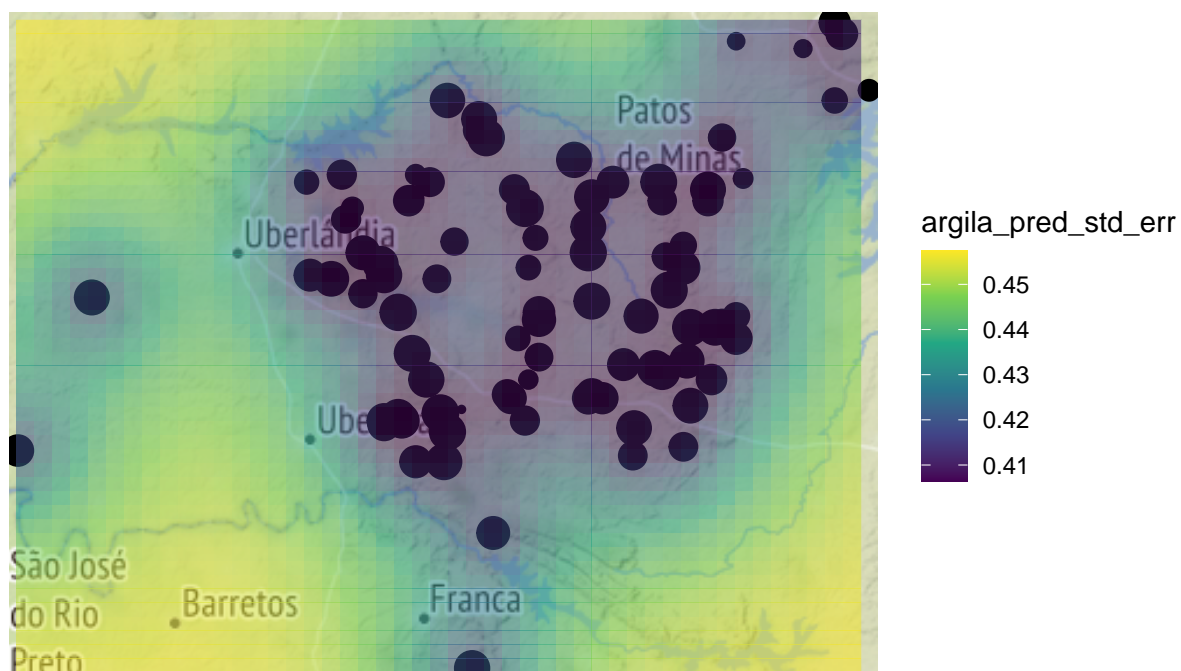 Patos
de Minas
Uberlândia
Ube
São José
do Rio
Preto
Barretos
Franca
argila_pred_std_err
0.45
0.44
0.43
0.42
0.41